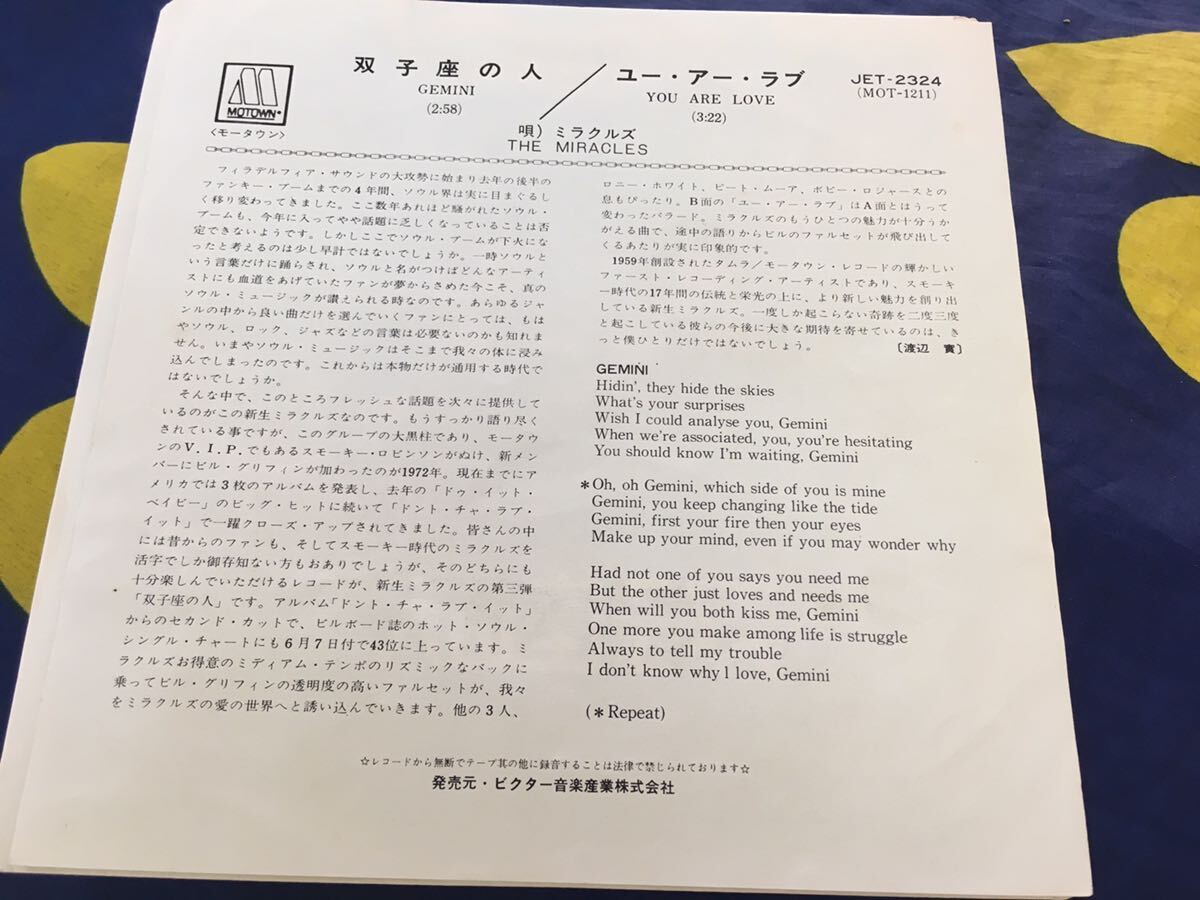 MOTOWN
<モータウン>
双子座の人
GEMINI
(2:58)
ユー・アー・ラブ
YOU ARE LOVE
(3:22)
JET-2324
(MOT-1211)
唄) ミラクルズ
THE MIRACLES
フィラデルフィア・サウンドの大攻勢に始まり去年の後半の
ファンキー・ブームまでの4年間、ソウル界は実に目まぐるし
く移り変わってきました。ここ数年あれほど騒がれたソウル・
ブームも、今年に入ってやや話題に乏しくなっていることは否
定できないようです。しかしここでソウル・ブームが下火にな
ったと考えるのは少し早計ではないでしょうか。一時ソウルと
いう言葉だけに踊らされ、ソウルと名がつけばどんなアーティ
ストにも血道をあげていたファンが夢からさめた今こそ、真の
ソウル・ミュージックが讃えられる時なのです。あらゆるジャ
ンルの中から良い曲だけを選んでいくファンにとっては、もは
やソウル、ロック、ジャズなどの言葉は必要ないのかも知れま
せん。いまやソウル・ミュージックはそこまで我々の体に浸み
込んでしまったのです。これからは本物だけが通用する時代で
はないでしょうか。
そんな中で、このところフレッシュな話題を次々に提供して
いるのがこの新生ミラクルズなのです。もうすっかり語り尽く
されている事ですが、このグループの大黒柱であり、モータウ
ンのV.I.P.でもあるスモーキー・ロビンソンがぬけ、新メン
バーにビル・グリフィンが加わったのが1972年。現在までにア
メリカでは3枚のアルバムを発表し、去年の「ドゥ・イット・
ベイビー」のビッグ・ヒットに続いて「ドント・チャ・ラブ・
イット」で一躍クローズ・アップされてきました。皆さんの中
には昔からのファンも、そしてスモーキー時代のミラクルズを
活字でしか御存知ない方もおありでしょうが、そのどちらにも
十分楽しんでいただけるレコードが、新生ミラクルズの第三弾
「双子座の人」です。アルバム「ドント・チャ・ラブ・イット」
からのセカンド・カットで、ビルボード誌のホット・ソウル・
シングル・チャートにも6月7日付で43位に上っています。ミ
ラクルズお得意のミディアム・テンポのリズミックなバックに
乗ってビル・グリフィンの透明度の高いファルセットが、我々
をミラクルズの愛の世界へと誘い込んでいきます。他の3人、
ロニー・ホワイト、ピート・ムーア、ボビー・ロジャースとの
息もぴったり。B面の「ユー・アー・ラブ」はA面とはうって
変わったバラード。ミラクルズのもうひとつの魅力が十分うか
がえる曲で、途中の語りからビルのファルセットが飛び出して
くるあたりが実に印象的です。
1959年創設されたタムラ/モータウン・レコードの輝かしい
ファースト・レコーディング・アーティストであり、スモーキ
ー時代の17年間の伝統と栄光の上に、より新しい魅力を創り出
している新生ミラクルズ。一度しか起こらない奇跡を二度三度
と起こしている彼らの今後に大きな期待を寄せているのは、き
っと僕ひとりだけではないでしょう。 〔渡辺 實〕
GEMINI
Hidin', they hide the skies
What's your surprises
Wish I could analyse you, Gemini
When we're associated, you, you're hesitating
You should know I'm waiting, Gemini
*Oh, oh Gemini, which side of you is mine
Gemini, you keep changing like the tide
Gemini, first your fire then your eyes
Make up your mind, even if you may wonder why
Had not one of you says you need me
But the other just loves and needs me
When will you both kiss me, Gemini
One more you make among life is struggle
Always to tell my trouble
I don't know why l love, Gemini
(*Repeat)
☆レコードから無断でテープ其の他に録音することは法律で禁じられております☆
発売元・ビクター音楽産業株式会社